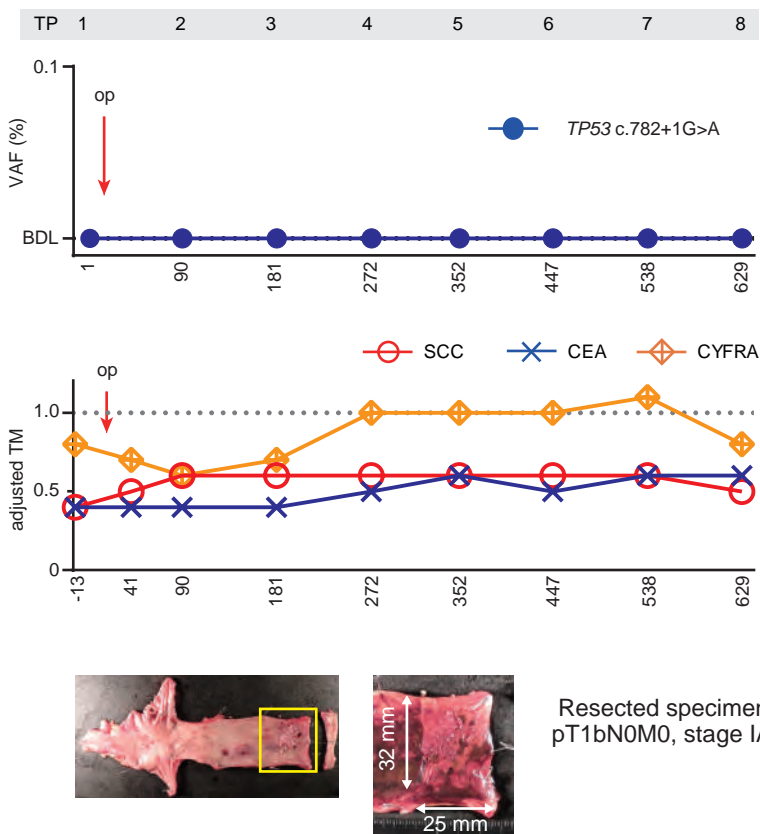 TP 1 2 3 4 5 6 7 8
0.1
op
TP53 c.782+1G>A
VAF (%)
BDL
1 90 181 272 352 447 538 629
SCC CEA CYFRA
op
1.0
adjusted TM
0.5
0
-13 41 90 181 272 352 447 538 629
Resected specimen
pT1bN0M0, stage IA
32 mm
25 mm